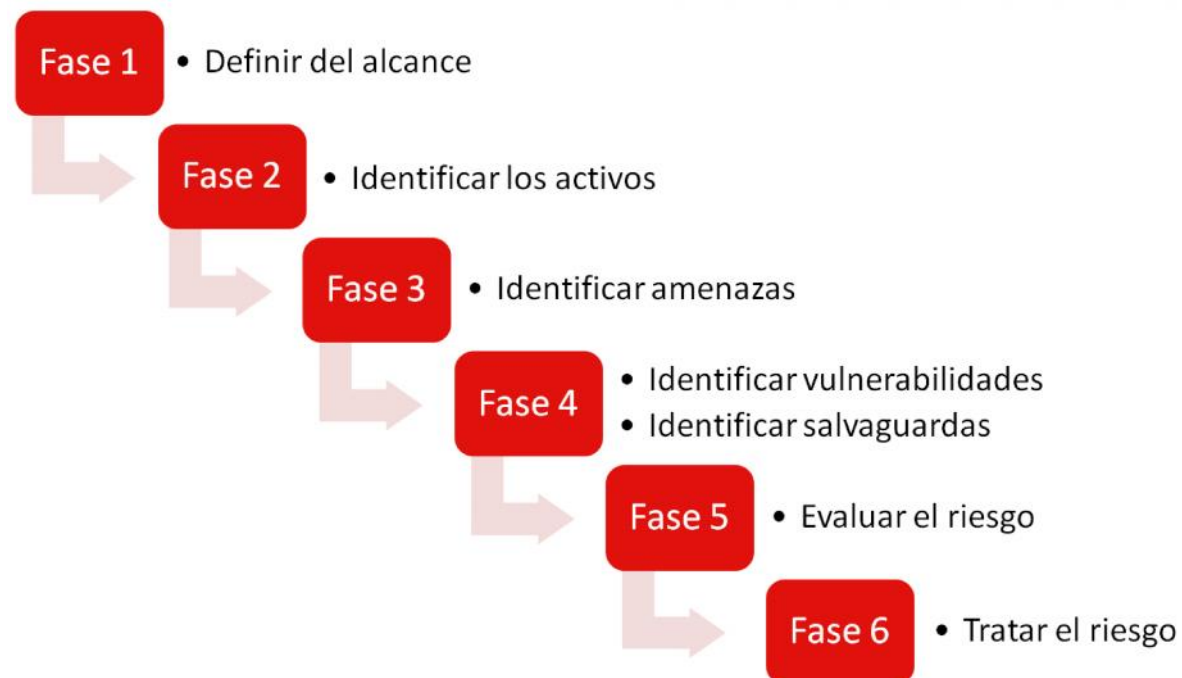 Fase 1
• Definir del alcance
Fase 2
• Identificar los activos
Fase 3
• Identificar amenazas
Fase 4
• Identificar vulnerabilidades
• Identificar salvaguardas
Fase 5
• Evaluar el riesgo
Fase 6
• Tratar el riesgo